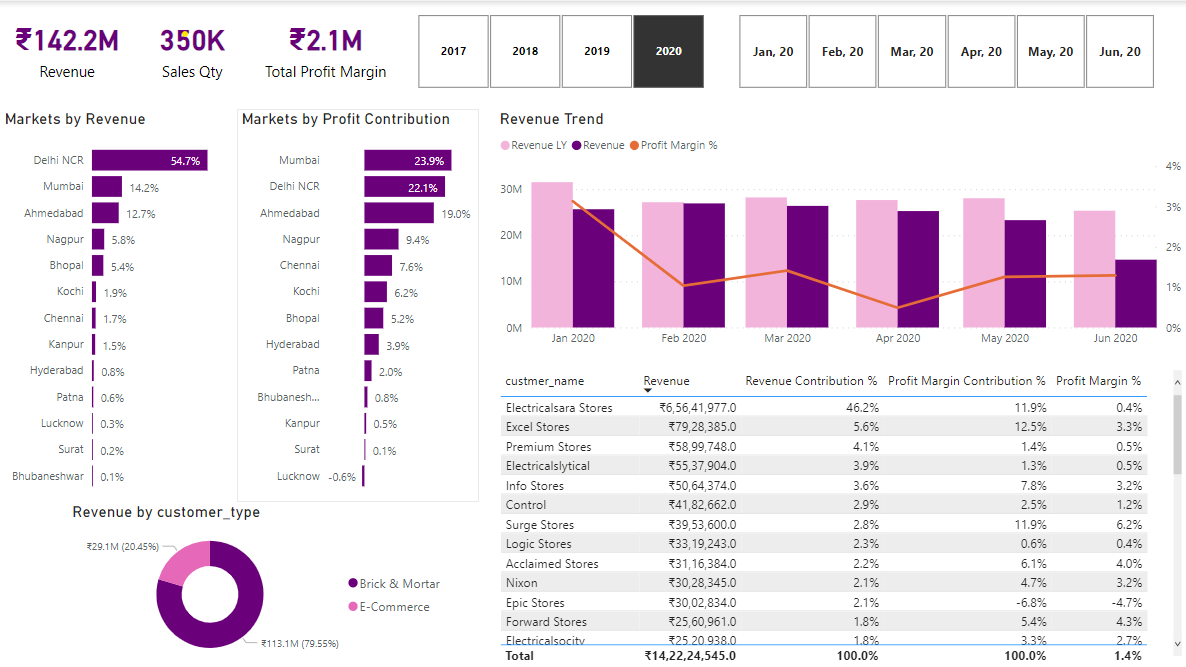 ₹142.2M 350K ₹2.1M
Revenue Sales Qty Total Profit Margin
2017 2018 2019 2020 Jan, 20 Feb, 20 Mar, 20 Apr, 20 May, 20 Jun, 20
Markets by Revenue
Delhi NCR 54.7%
Mumbai 14.2%
Ahmedabad 12.7%
Nagpur 5.8%
Bhopal 5.4%
Kochi 1.9%
Chennai 1.7%
Kanpur 1.5%
Hyderabad 0.8%
Patna 0.6%
Lucknow 0.3%
Surat 0.2%
Bhubaneshwar 0.1%
Markets by Profit Contribution
Mumbai 23.9%
Delhi NCR 22.1%
Ahmedabad 19.0%
Nagpur 9.4%
Chennai 7.6%
Kochi 6.2%
Bhopal 5.2%
Hyderabad 3.9%
Patna 2.0%
Bhubanesh... 0.8%
Kanpur 0.5%
Surat 0.1%
Lucknow -0.6%
Revenue Trend
Revenue LY Revenue Profit Margin %
4%
30M 3%
20M 2%
10M 1%
0M 0%
Jan 2020 Feb 2020 Mar 2020 Apr 2020 May 2020 Jun 2020
custmer_name Revenue Revenue Contribution % Profit Margin Contribution % Profit Margin %
Electricalsara Stores ₹6,56,41,977.0 46.2% 11.9% 0.4%
Excel Stores ₹79,28,385.0 5.6% 12.5% 3.3%
Premium Stores ₹58,99,748.0 4.1% 1.4% 0.5%
Electricalslytical ₹55,37,904.0 3.9% 1.3% 0.5%
Info Stores ₹50,64,374.0 3.6% 7.8% 3.2%
Control ₹41,82,662.0 2.9% 2.5% 1.2%
Surge Stores ₹39,53,600.0 2.8% 11.9% 6.2%
Logic Stores ₹33,19,243.0 2.3% 0.6% 0.4%
Acclaimed Stores ₹31,16,384.0 2.2% 6.1% 4.0%
Nixon ₹30,28,345.0 2.1% 4.7% 3.2%
Epic Stores ₹30,02,834.0 2.1% -6.8% -4.7%
Forward Stores ₹25,60,961.0 1.8% 5.4% 4.3%
Electricalsocity ₹25,20,938.0 1.8% 3.3% 2.7%
Total ₹14,22,24,545.0 100.0% 100.0% 1.4%
Revenue by customer_type
₹29.1M (20.45%)
Brick & Mortar
E-Commerce
₹113.1M (79.55%)